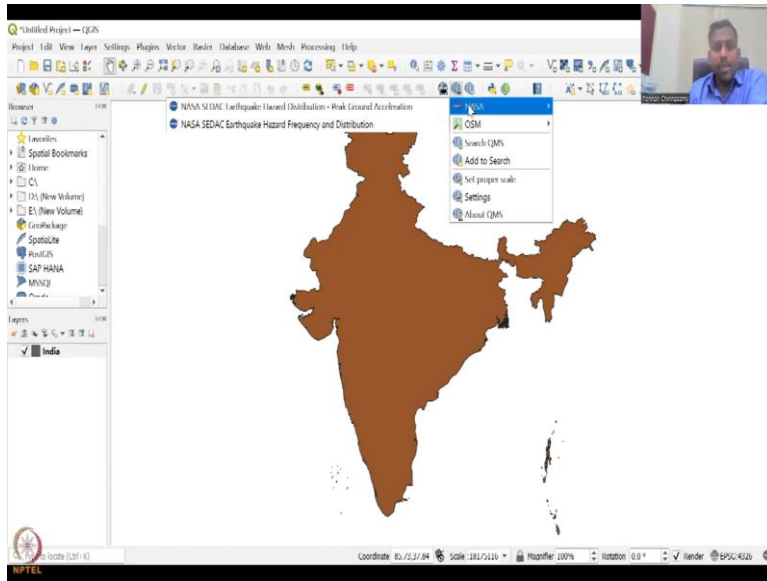 *Untitled Project — QGIS
Project Edit View Layer Settings Plugins Vector Raster Database Web Mesh Processing Help
NASA SEDAC Earthquake Hazard Distribution - Peak Ground Acceleration
NASA SEDAC Earthquake Hazard Frequency and Distribution
NASA
OSM
Search QMS
Add to Search
Set proper scale
Settings
About QMS
Browser
Favorites
Spatial Bookmarks
Home
C:\
D:\ (New Volume)
E:\ (New Volume)
GeoPackage
SpatiaLite
PostGIS
SAP HANA
MSSQL
Layers
India
to locate (Ctrl+K)
Coordinate 85.73,37.84 Scale 1:18175116 Magnifier 100% Rotation 0.0 ° Render EPSG:4326
NPTEL